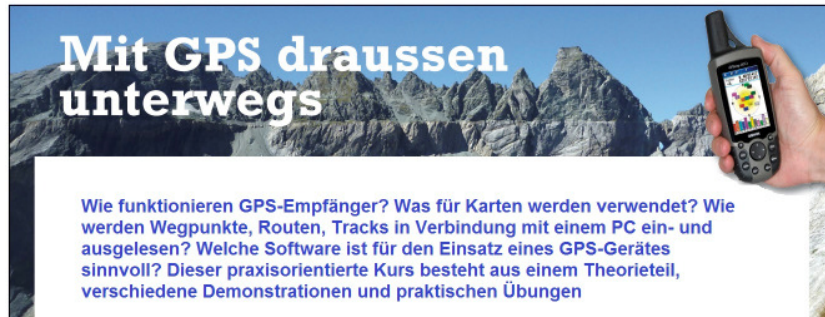 Mit GPS draussen
unterwegs
Wie funktionieren GPS-Empfänger? Was für Karten werden verwendet? Wie
werden Wegpunkte, Routen, Tracks in Verbindung mit einem PC ein- und
ausgelesen? Welche Software ist für den Einsatz eines GPS-Gerätes
sinnvoll? Dieser praxisorientierte Kurs besteht aus einem Theorieteil,
verschiedene Demonstrationen und praktischen Übungen